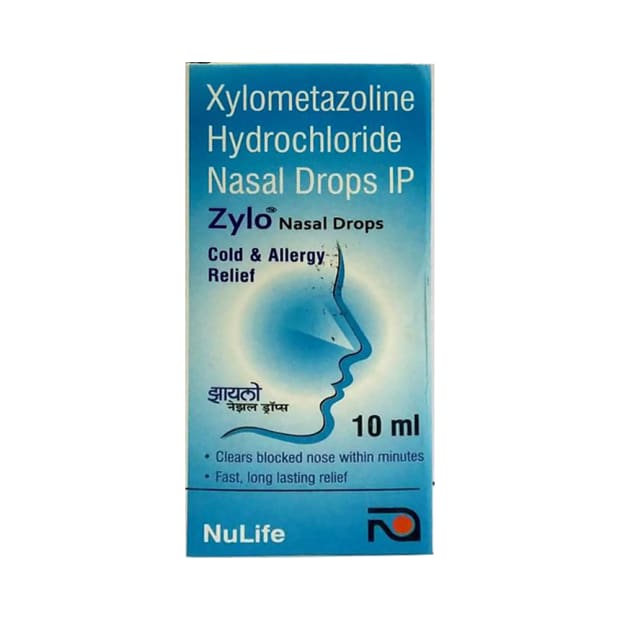 Xylometazoline
Hydrochloride
Nasal Drops IP
Zylo™ Nasal Drops
Cold & Allergy
Relief
झायलो
नेझल ड्रॉप्स
10 ml
• Clears blocked nose within minutes
• Fast, long lasting relief
NuLife